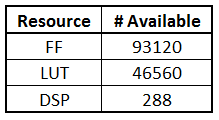 Resource # Available
FF 93120
LUT 46560
DSP 288